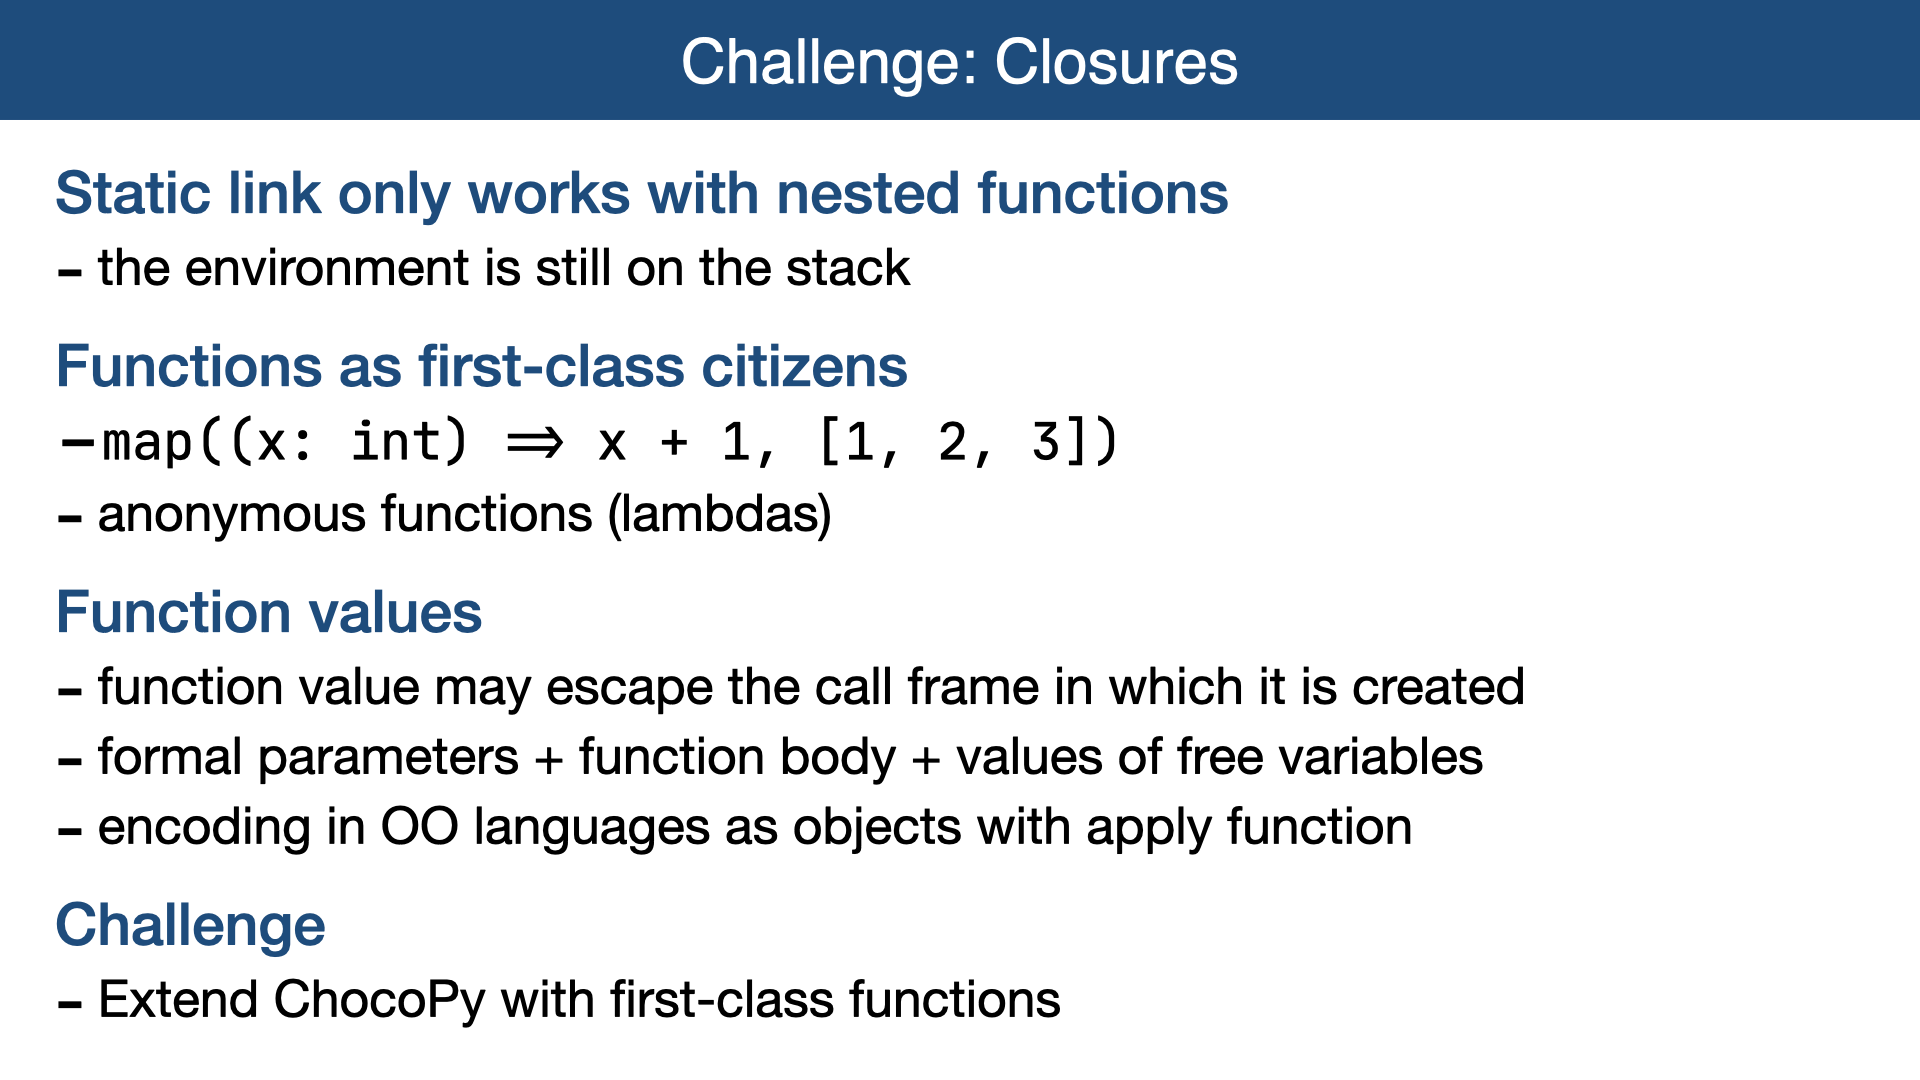 Challenge: Closures
Static link only works with nested functions
- the environment is still on the stack
Functions as first-class citizens
-map((x: int) => x + 1, [1, 2, 3])
- anonymous functions (lambdas)
Function values
- function value may escape the call frame in which it is created
- formal parameters + function body + values of free variables
- encoding in OO languages as objects with apply function
Challenge
- Extend ChocoPy with first-class functions